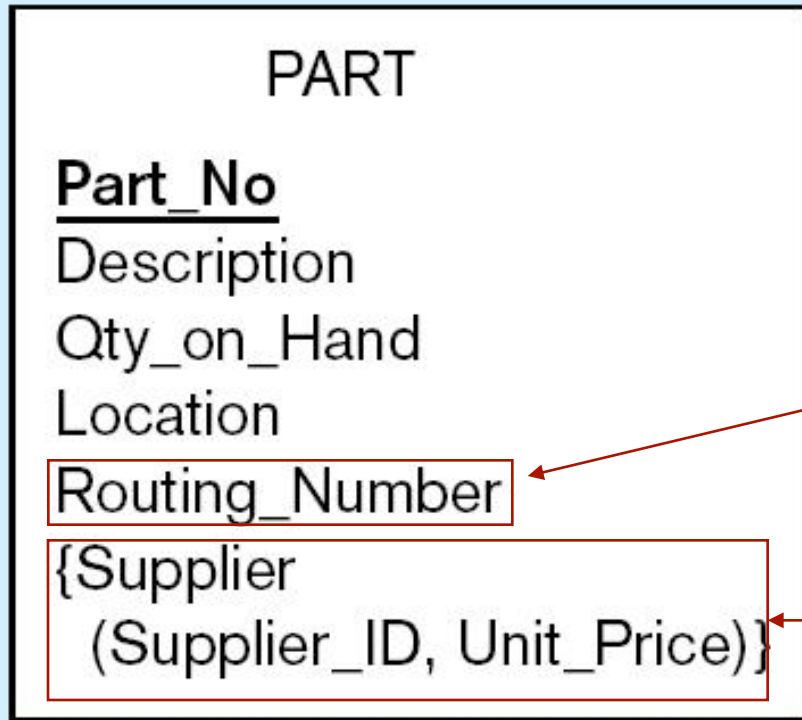 PART
Part_No
Description
Qty_on_Hand
Location
Routing_Number
{Supplier
(Supplier_ID, Unit_Price)}